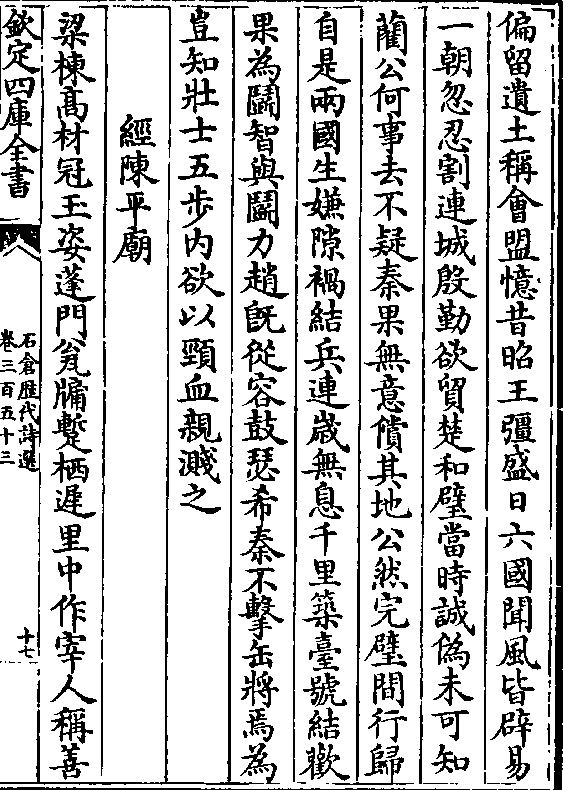 偏留遺土稱會盟憶昔昭王彊盛日六國聞風皆辟易
一朝忽忍割連城殷勤欲貿楚和璧當時誠偽未可知
藺公何事去不疑秦果無意償其地公然完璧間行歸
自是兩國生嫌隙禍結兵連歲無息千里築臺號結歡
果為鬭智與鬭力趙既從容鼓瑟希秦不擊缶將焉為
豈知壯士五步內欲以頸血親濺之
經陳平廟
梁棟髙材冠玉姿蓬門瓮牖蹔栖遲里中作宰人稱善
欽定四庫全書
石倉歴代詩選
卷三百五十三
十七